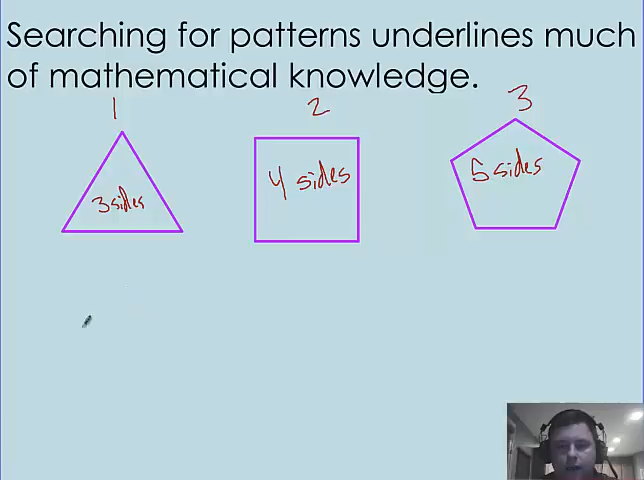 Searching for patterns underlines much
of mathematical knowledge.
1 2 3
3 sides 4 sides 5 sides